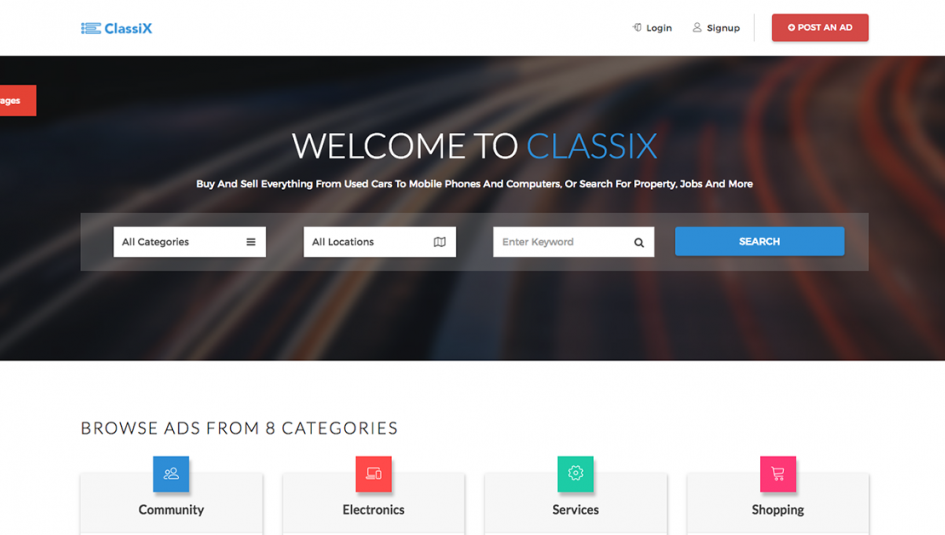 ClassiX
Login
Signup
POST AN AD
ages
WELCOME TO CLASSIX
Buy And Sell Everything From Used Cars To Mobile Phones And Computers, Or Search For Property, Jobs And More
All Categories
All Locations
Enter Keyword
SEARCH
BROWSE ADS FROM 8 CATEGORIES
Community
Electronics
Services
Shopping